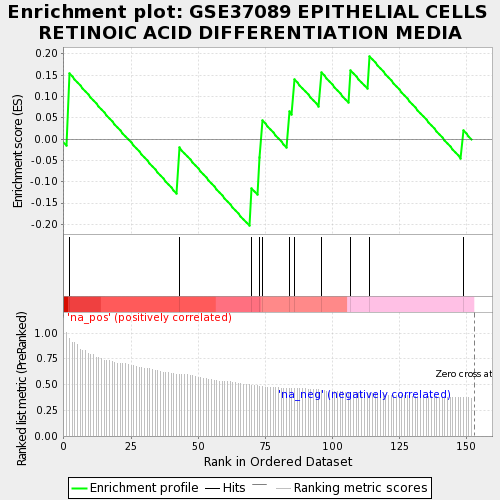 Enrichment plot: GSE37089 EPITHELIAL CELLS
RETINOIC ACID DIFFERENTIATION MEDIA
Enrichment score (ES)
0.20
0.15
0.10
0.05
0.00
-0.05
-0.10
-0.15
-0.20
'na_pos' (positively correlated)
Ranked list metric (PreRanked)
1.00
0.75
0.50
0.25
0.00
Zero cross at
'na_neg' (negatively correlated)
0 25 50 75 100 125 150
Rank in Ordered Dataset
Enrichment profile Hits Ranking metric scores